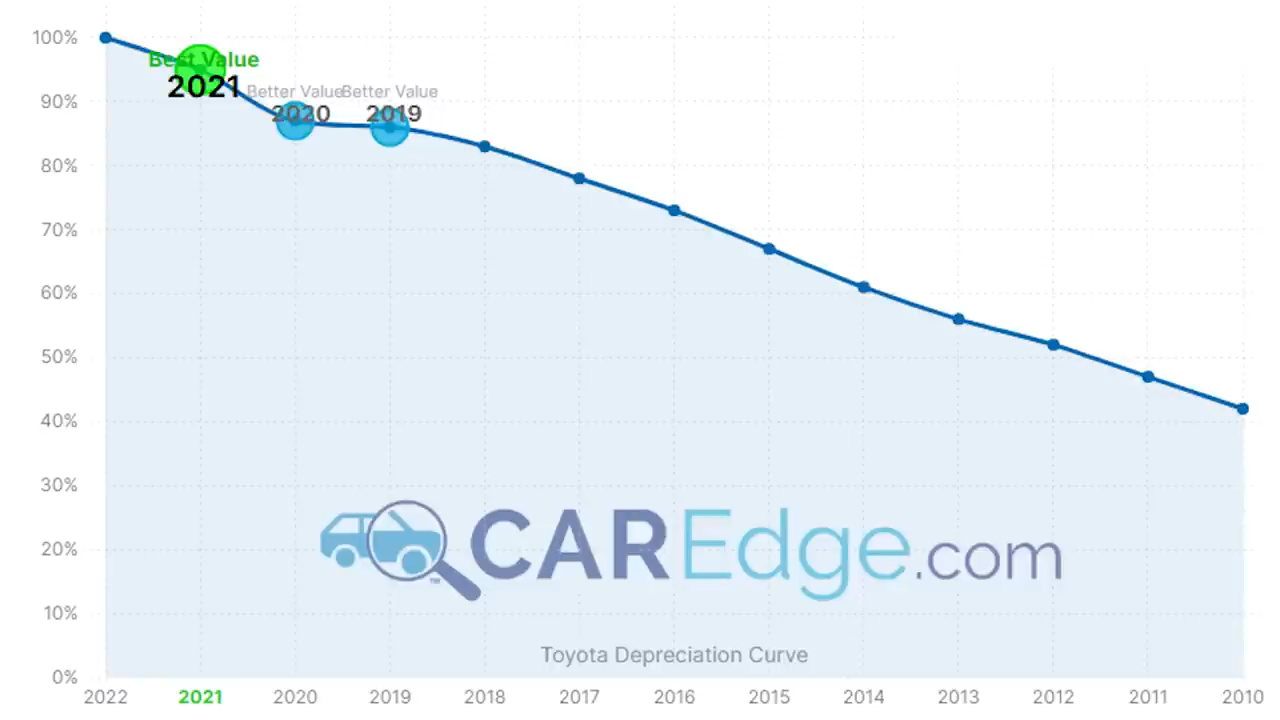 100%
Best Value
2021
Better Value
2020
Better Value
2019
90%
80%
70%
60%
50%
40%
30%
20%
10%
0%
CAREdge.com
™
Toyota Depreciation Curve
2022 2021 2020 2019 2018 2017 2016 2015 2014 2013 2012 2011 2010